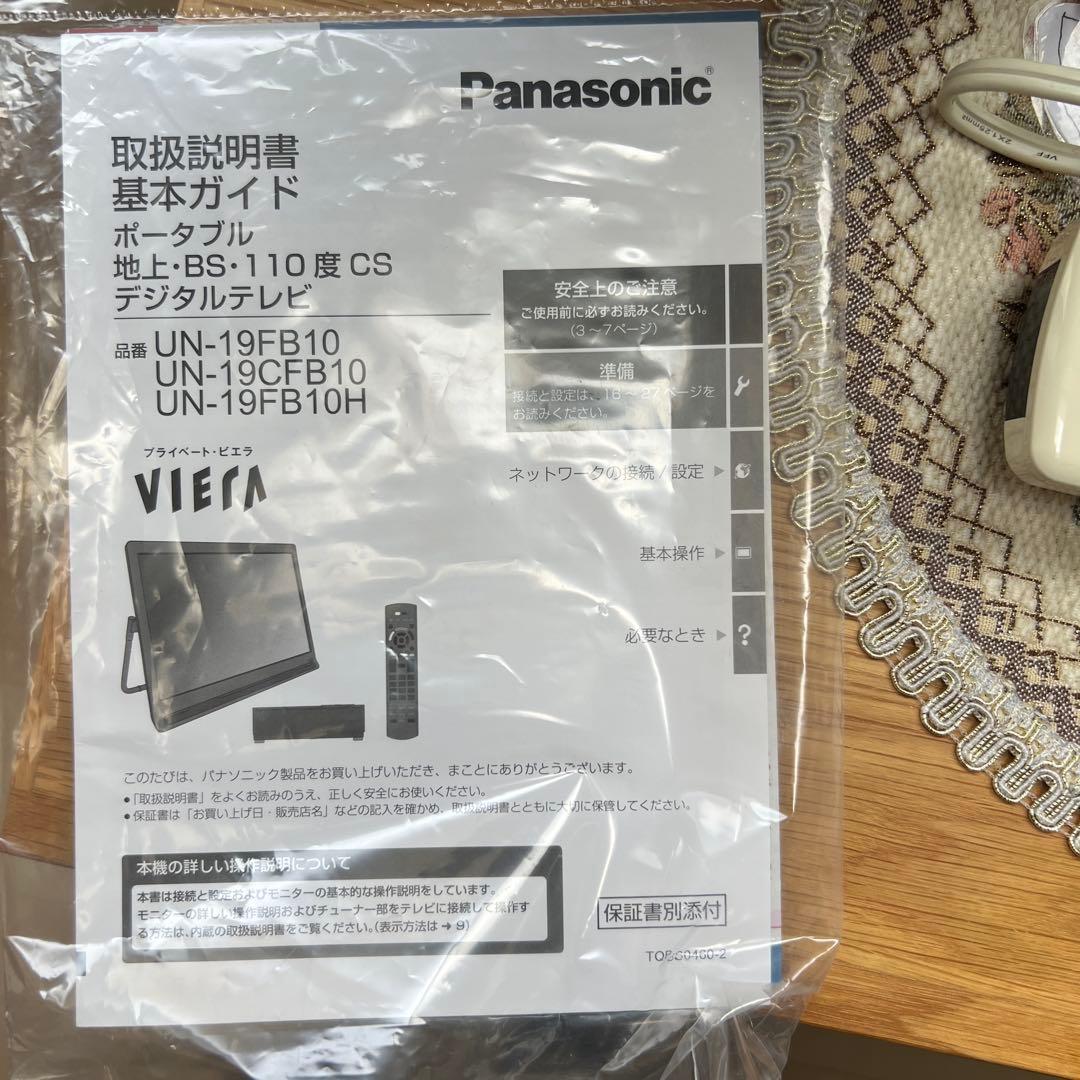 Panasonic®
取扱説明書
基本ガイド
ポータブル
地上・BS・110度CS
デジタルテレビ
品番 UN-19FB10
UN-19CFB10
UN-19FB10H
プライベート・ビエラ
VIERA
安全上のご注意
ご使用前に必ずお読みください。
(3～7ページ)
準備
接続と設定は、16～27ページを
お読みください。
ネットワークの接続/設定
基本操作
必要なとき
?
このたびは、パナソニック製品をお買い上げいただき、まことにありがとうございます。
●「取扱説明書」をよくお読みのうえ、正しく安全にお使いください。
●保証書は「お買い上げ日・販売店名」などの記入を確かめ、取扱説明書とともに大切に保管してください。
本機の詳しい操作説明について
本書は接続と設定およびモニターの基本的な操作説明をしています。
モニターの詳しい操作説明およびチューナー部をテレビに接続して操作す
る方法は、内蔵の取扱説明書をご覧ください。(表示方法は➔9)
保証書別添付
VFF 2X1.25mm2